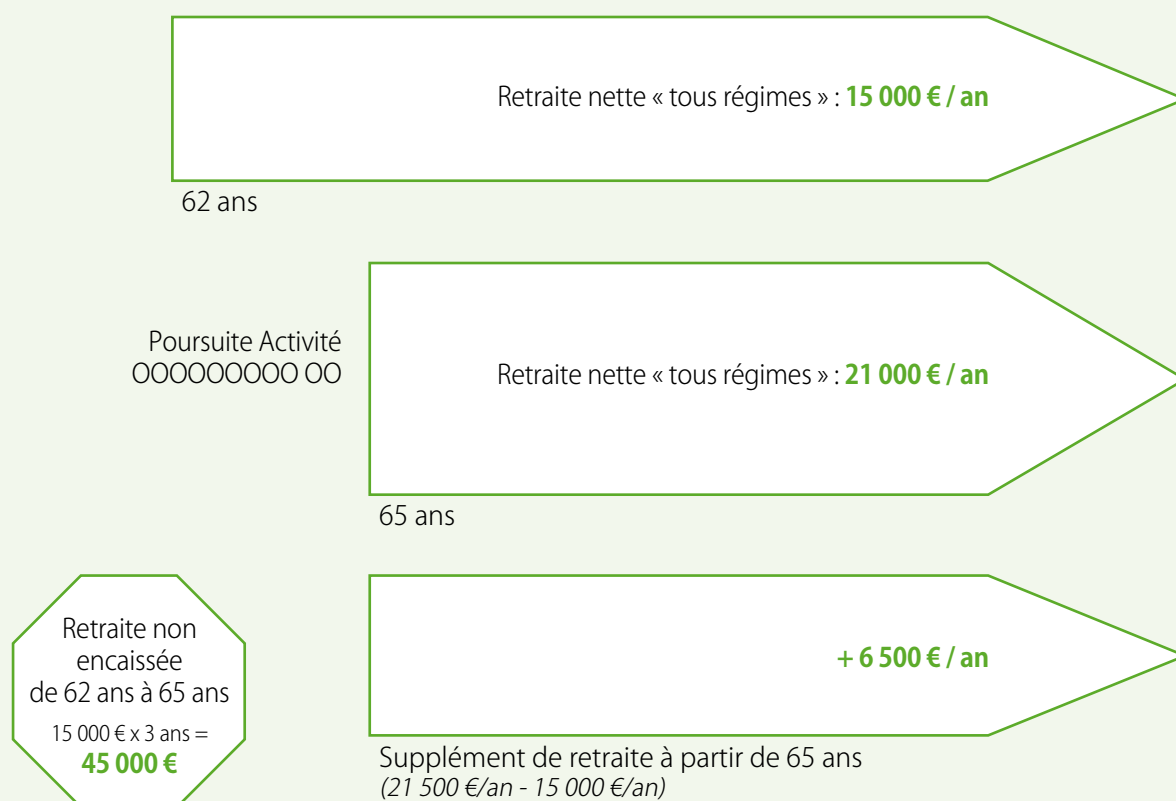 Retraite nette « tous régimes » : 15 000 € / an
62 ans
Poursuite Activité
OOOOOOOOO OO
Retraite nette « tous régimes » : 21 000 € / an
65 ans
Retraite non
encaissée
de 62 ans à 65 ans
15 000 € x 3 ans =
45 000 €
+ 6 500 € / an
Supplément de retraite à partir de 65 ans
(21 500 €/an - 15 000 €/an)